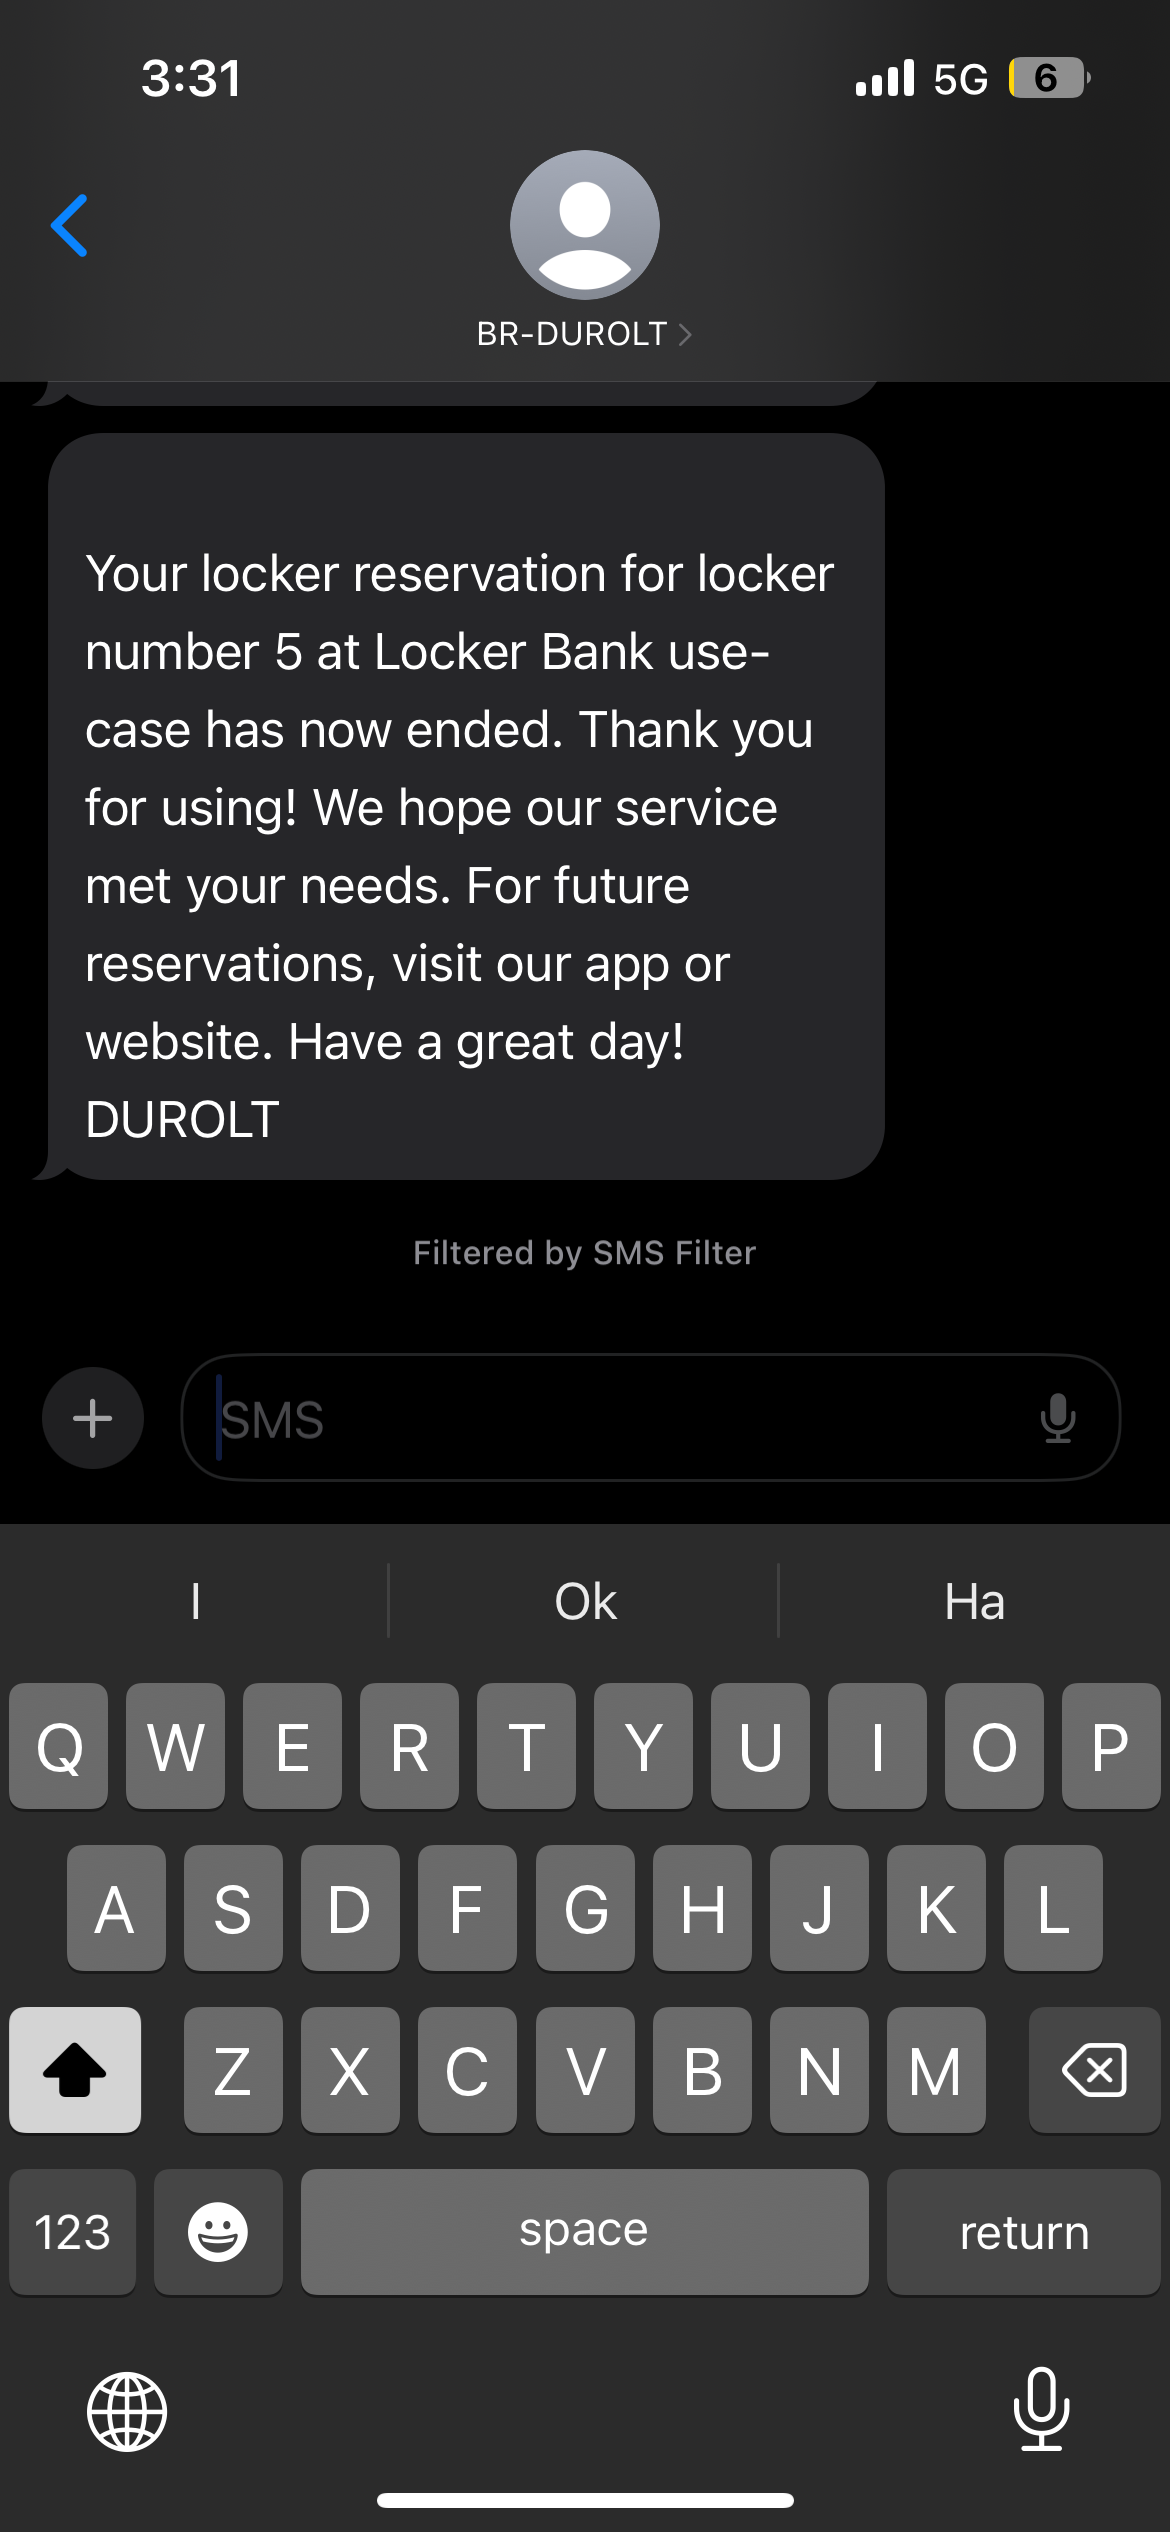 3:31
5G
6
BR-DUROLT
Your locker reservation for locker
number 5 at Locker Bank use-
case has now ended. Thank you
for using! We hope our service
met your needs. For future
reservations, visit our app or
website. Have a great day!
DUROLT
Filtered by SMS Filter
SMS
I Ok Ha
Q W E R T Y U I O P
A S D F G H J K L
Z X C V B N M
123 space return